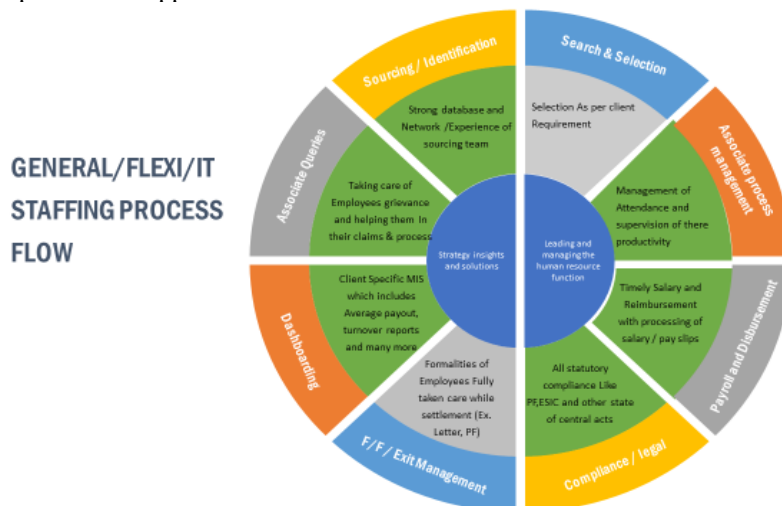 GENERAL/FLEXI/IT
STAFFING PROCESS
FLOW
Sourcing / Identification
Strong database and
Network /Experience of
sourcing team
Search & Selection
Selection As per client
Requirement
Associate process
management
Management of
Attendance and
supervision of there
productivity
Payroll and Disbursement
Timely Salary and
Reimbursement
with processing of
salary / pay slips
Compliance / legal
All statutory
compliance Like
PF,ESIC and other state
of central acts
F/F / Exit Management
Formalities of
Employees Fully
taken care while
settlement (Ex.
Letter, PF)
Dashboarding
Client Specific MIS
which includes
Average payout,
turnover reports
and many more
Associate Queries
Taking care of
Employees grievance
and helping them In
their claims & process
Strategy insights
and solutions
Leading and
managing the
human resource
function